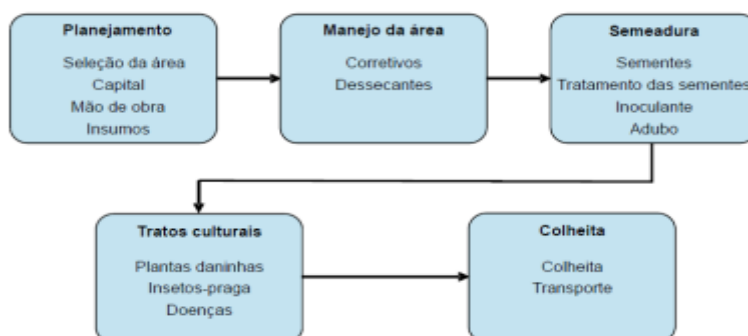 Planejamento
Seleção da área
Capital
Mão de obra
Insumos
Manejo da área
Corretivos
Dessecantes
Semeadura
Sementes
Tratamento das sementes
Inoculante
Adubo
Tratos culturais
Plantas daninhas
Insetos-praga
Doenças
Colheita
Colheita
Transporte